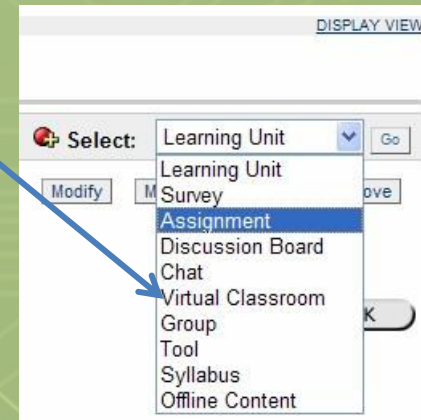 DISPLAY VIEW
Select: Learning Unit Go
Learning Unit
Modify M Survey ove
Assignment
Discussion Board
Chat
Virtual Classroom
Group K
Tool
Syllabus
Offline Content